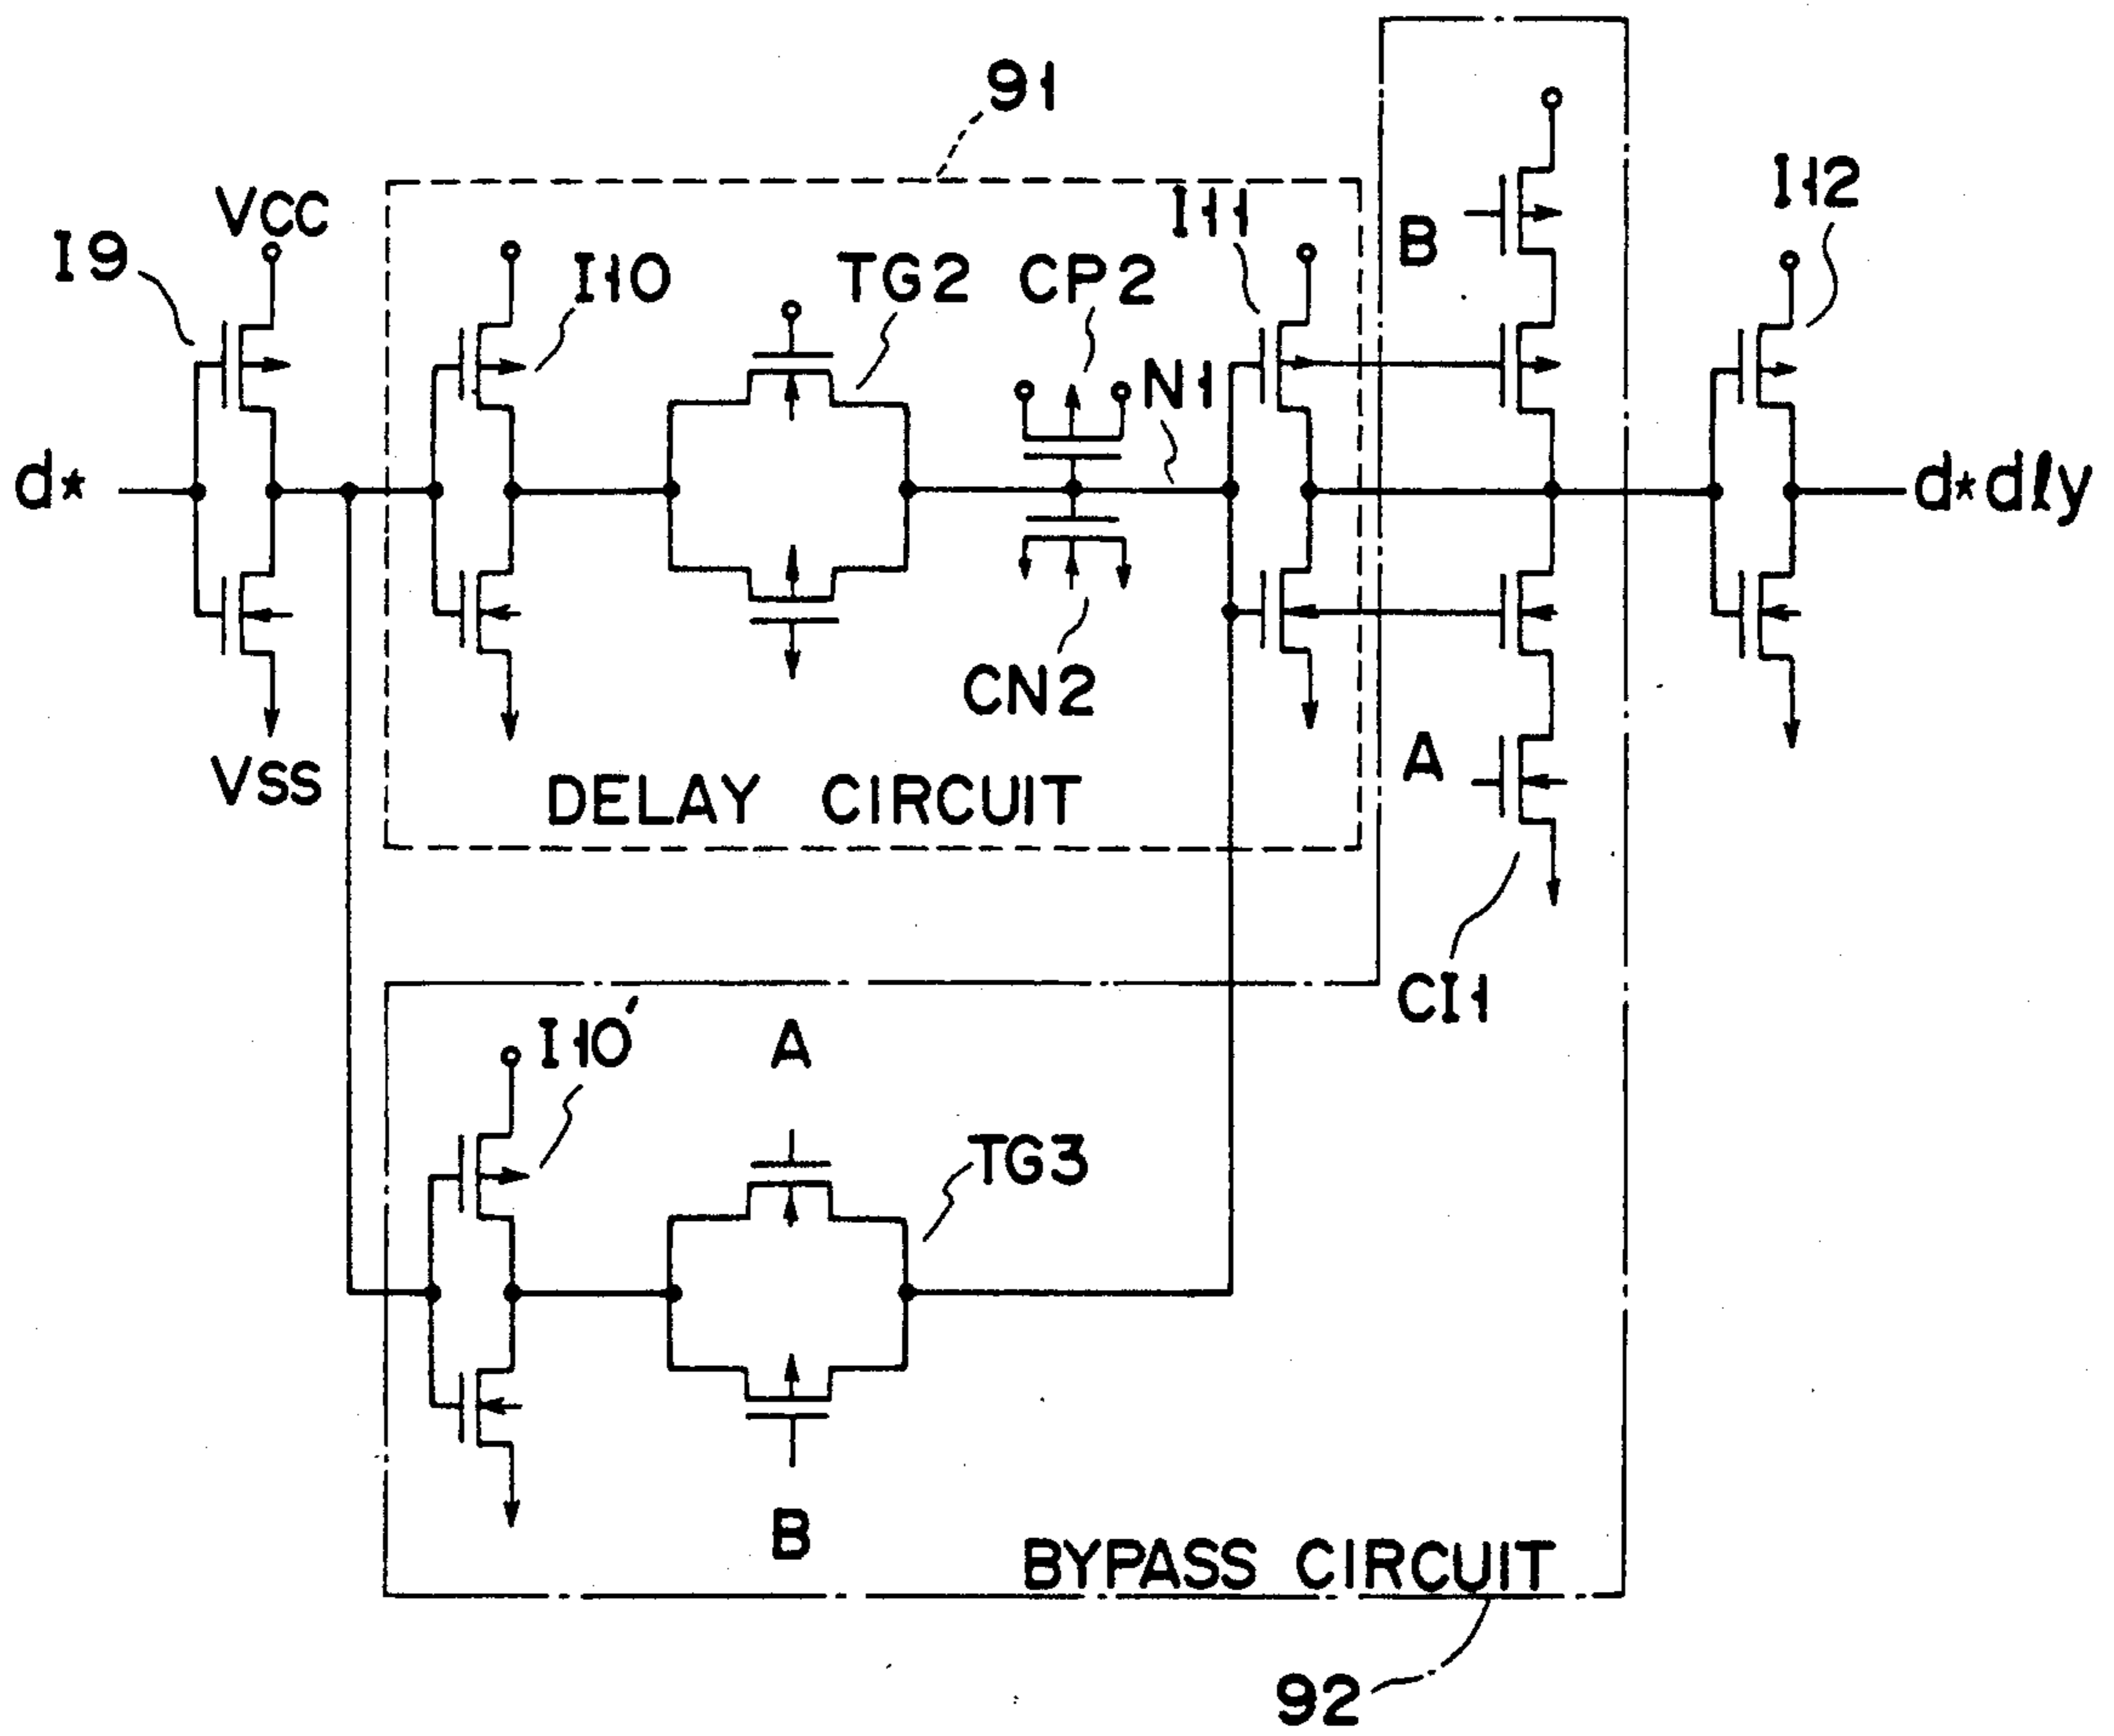 91
I9
VCC
I10
TG2
CP2
N1
I11
B
I12
d*
d*dly
CN2
VSS
A
DELAY CIRCUIT
CI1
I10'
A
TG3
B
BYPASS CIRCUIT
92